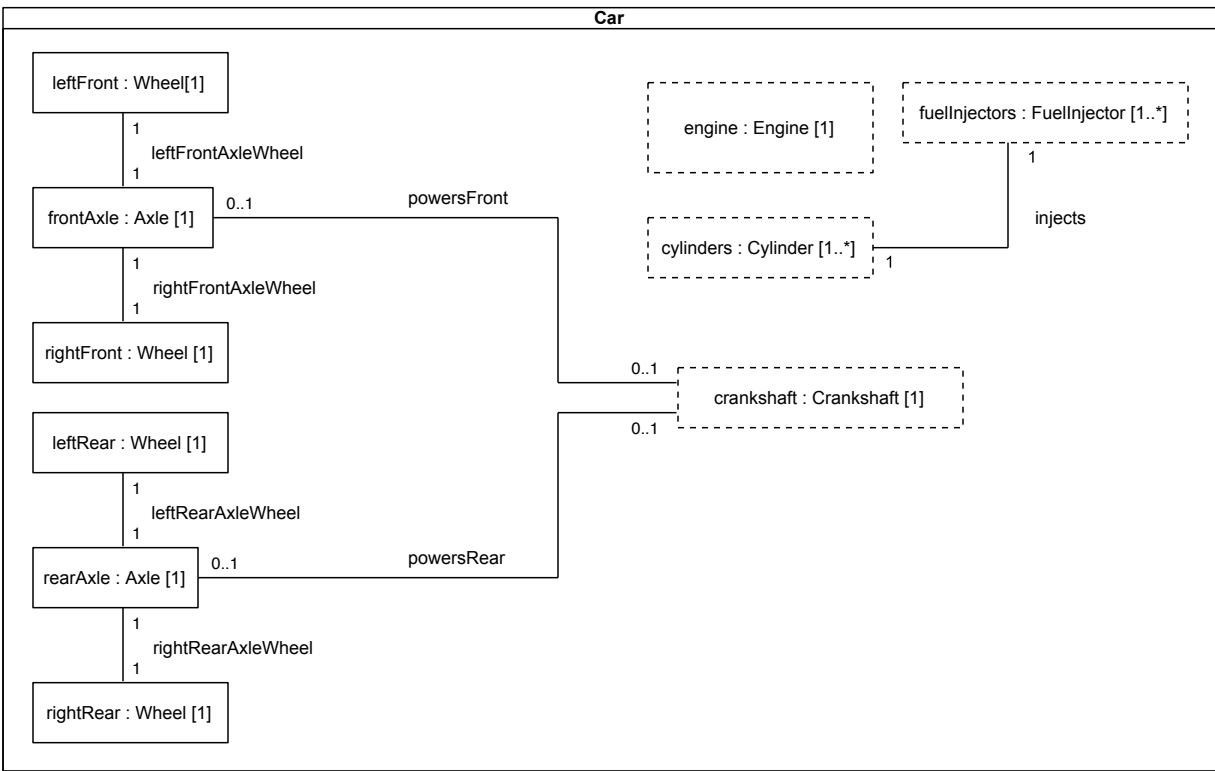 Car
leftFront : Wheel[1]
1
leftFrontAxleWheel
1
frontAxle : Axle [1]
0..1
powersFront
1
rightFrontAxleWheel
1
rightFront : Wheel [1]
leftRear : Wheel [1]
1
leftRearAxleWheel
1
rearAxle : Axle [1]
0..1
powersRear
1
rightRearAxleWheel
1
rightRear : Wheel [1]
engine : Engine [1]
fuelInjectors : FuelInjector [1..*]
1
injects
cylinders : Cylinder [1..*]
1
0..1
crankshaft : Crankshaft [1]
0..1